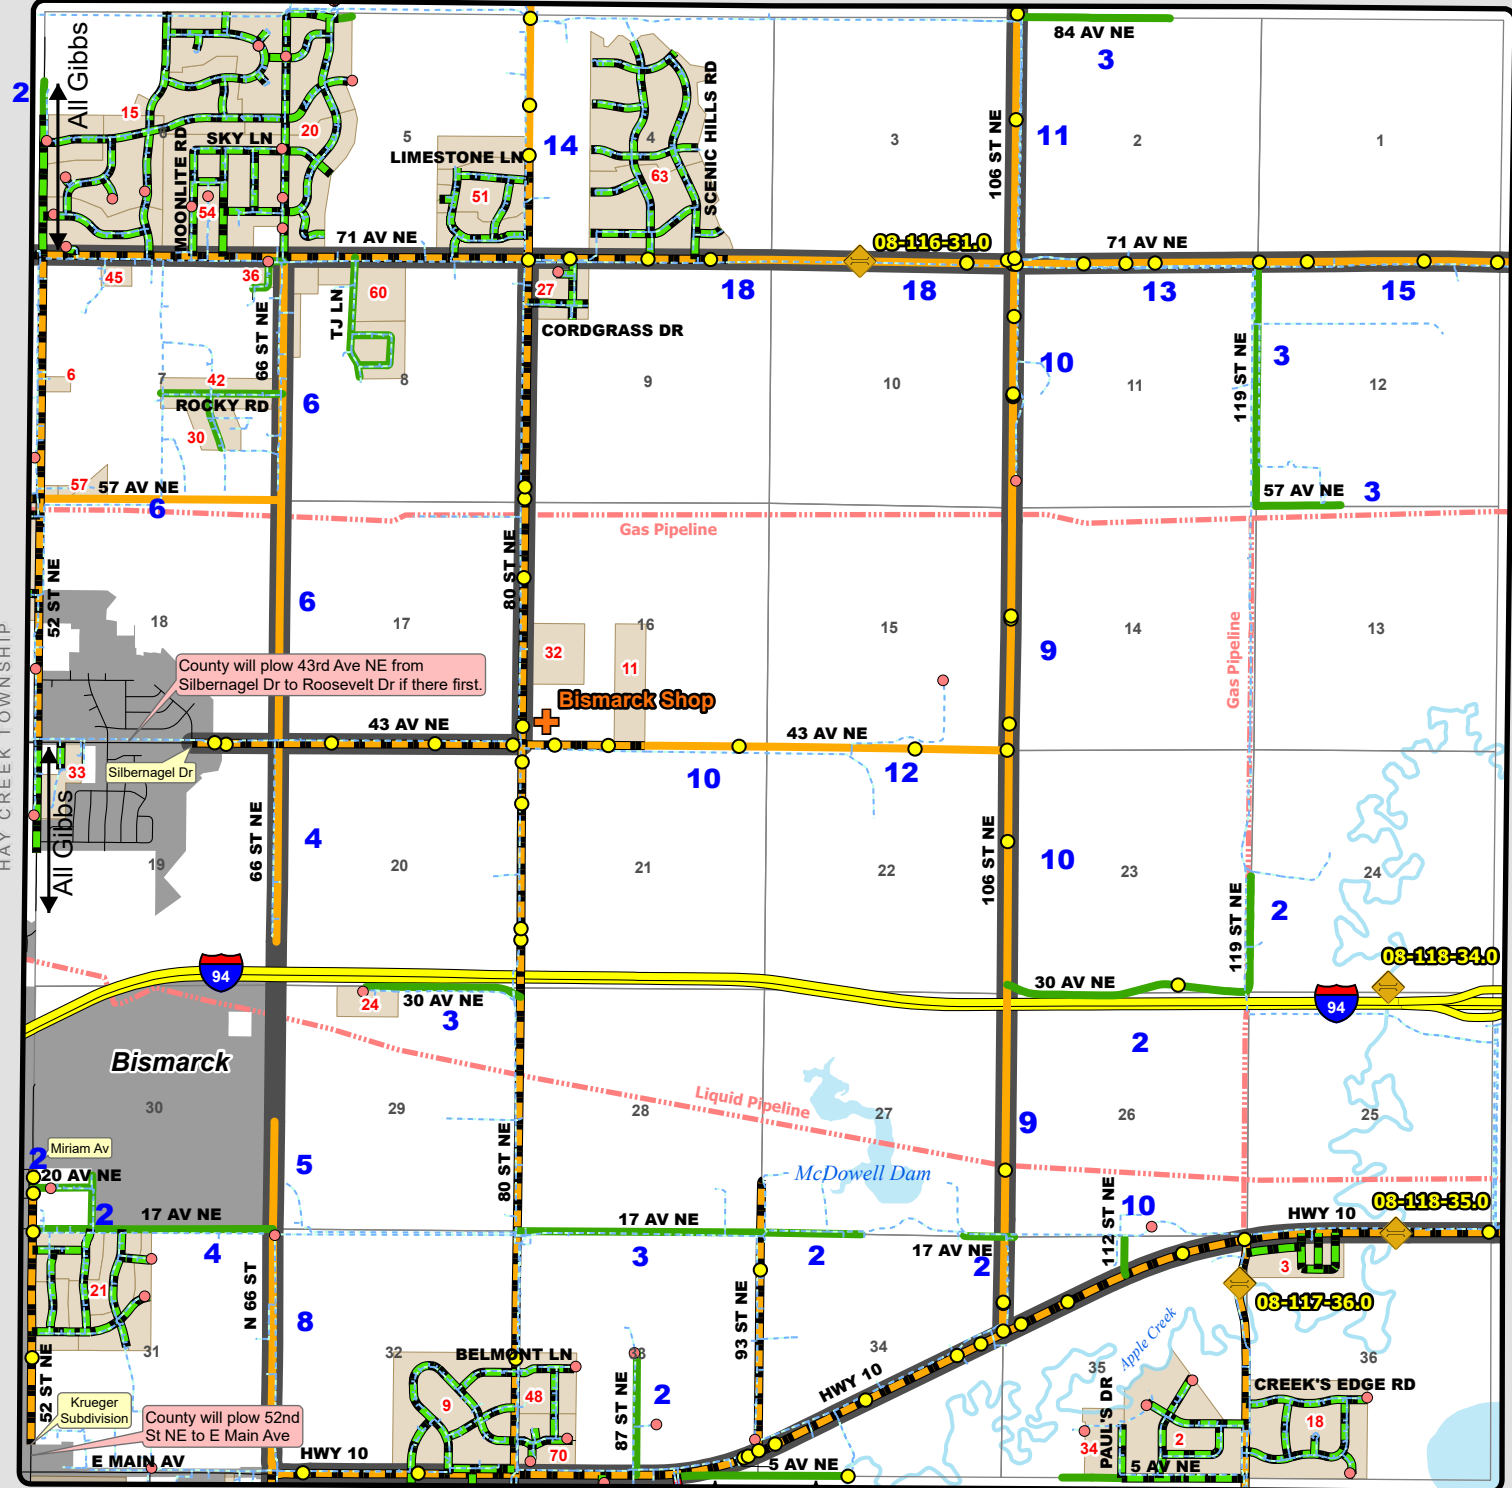 84 AV NE
3
2
All Gibbs
15
6
MOONLITE RD
SKY LN
20
54
5
LIMESTONE LN
51
14
4
63
SCENIC HILLS RD
3
106 ST NE
11
2
1
71 AV NE
08-116-31.0
71 AV NE
45
36
66 ST NE
TJ LN
60
27
CORDGRASS DR
18
18
13
15
6
7
42
ROCKY RD
30
6
8
9
10
10
11
119 ST NE
3
12
57
57 AV NE
6
57 AV NE
3
Gas Pipeline
52 ST NE
18
6
17
80 ST NE
16
32
11
15
9
14
Gas Pipeline
13
HAY CREEK TOWNSHIP
County will plow 43rd Ave NE from
Silbernagel Dr to Roosevelt Dr if there first.
Bismarck Shop
43 AV NE
43 AV NE
33
Silbernagel Dr
10
12
All Gibbs
19
66 ST NE
4
20
21
22
106 ST NE
10
23
24
119 ST NE
2
08-118-34.0
94
24
30 AV NE
3
30 AV NE
94
2
Bismarck
30
29
28
Liquid Pipeline
27
9
26
25
McDowell Dam
Miriam Av
2
20 AV NE
2
17 AV NE
4
5
80 ST NE
17 AV NE
3
2
17 AV NE
2
112 ST NE
10
HWY 10
08-118-35.0
3
08-117-36.0
21
N 66 ST
8
31
52 ST NE
32
BELMONT LN
9
48
70
33
87 ST NE
2
93 ST NE
34
HWY 10
35
Apple Creek
36
CREEK'S EDGE RD
18
PAUL'S DR
34
2
5 AV NE
Krueger
Subdivision
County will plow 52nd
St NE to E Main Ave
E MAIN AV
HWY 10
5 AV NE